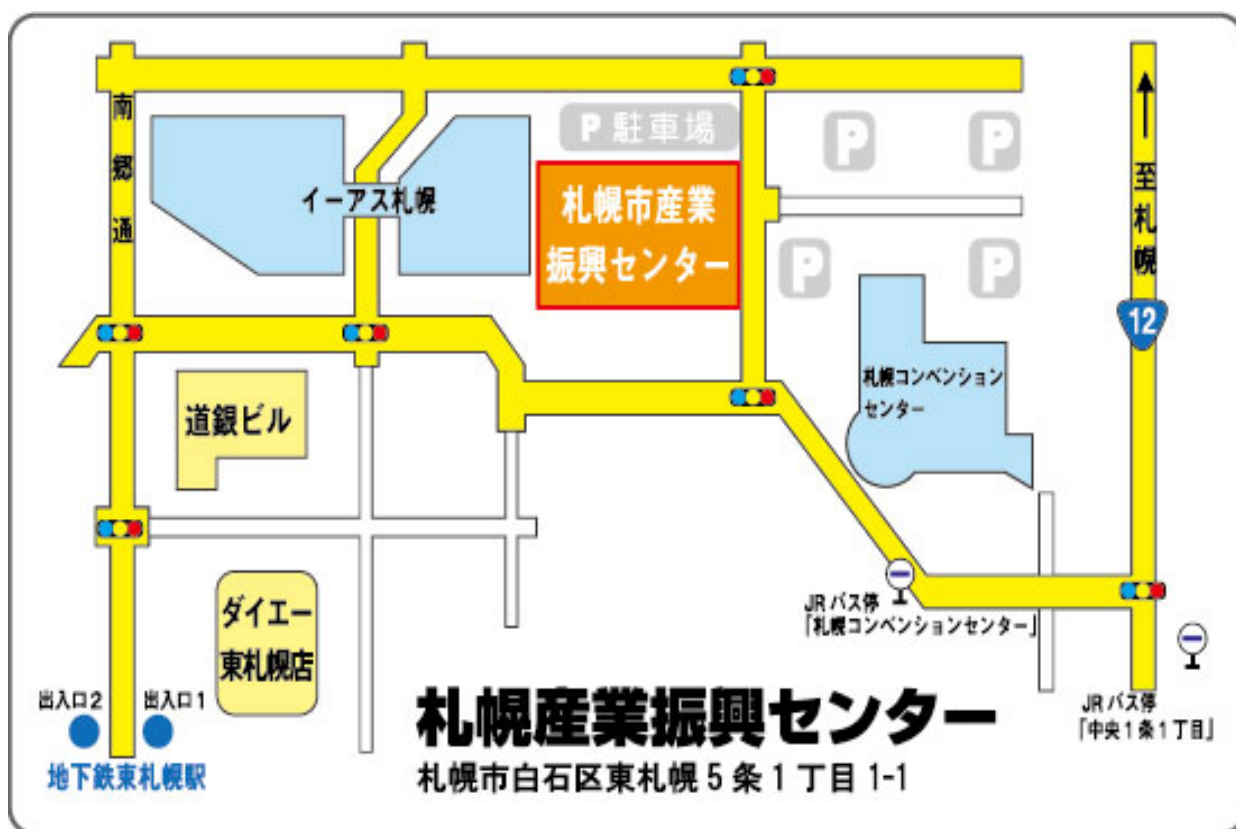 南郷通
P 駐車場
P
P
イーアス札幌
札幌市産業
振興センター
P
P
至札幌
12
道銀ビル
札幌コンベンション
センター
ダイエー
東札幌店
JRバス停
「札幌コンベンションセンター」
出入口2
出入口1
地下鉄東札幌駅
JRバス停
「中央1条1丁目」
札幌産業振興センター
札幌市白石区東札幌5条1丁目1-1